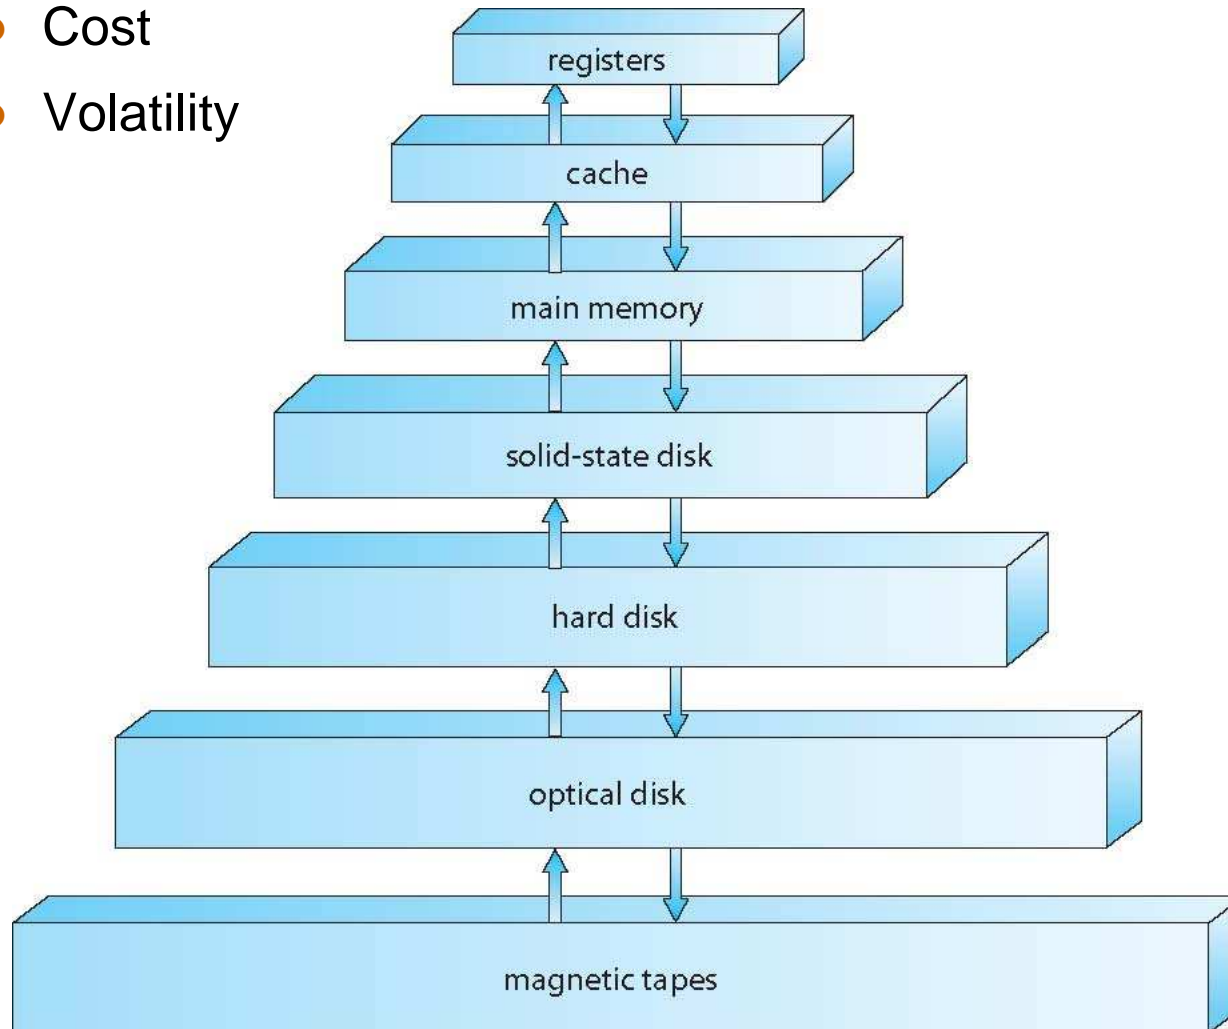 Cost
Volatility
registers
cache
main memory
solid-state disk
hard disk
optical disk
magnetic tapes